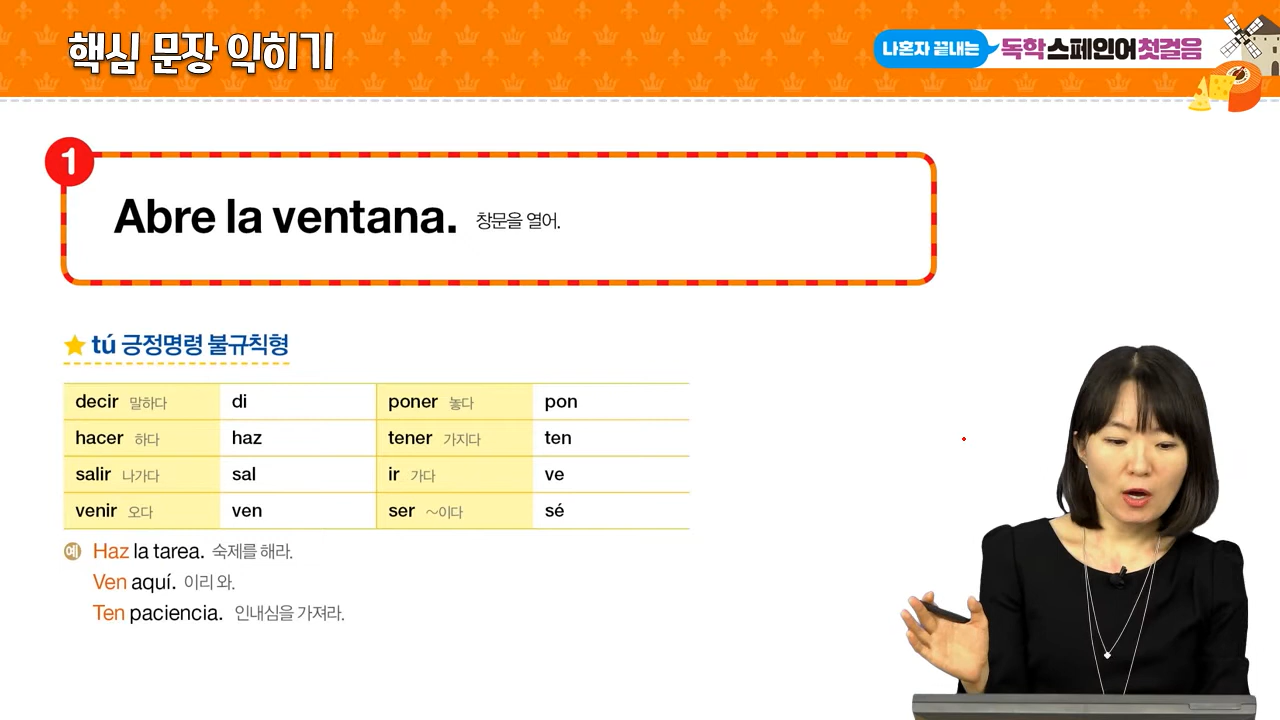 핵심 문장 익히기
나혼자 끝내는 독학 스페인어 첫걸음
1
Abre la ventana. 창문을 열어.
tú 긍정명령 불규칙형
decir 말하다 di poner 놓다 pon
hacer 하다 haz tener 가지다 ten
salir 나가다 sal ir 가다 ve
venir 오다 ven ser ~이다 sé
예 Haz la tarea. 숙제를 해라.
Ven aquí. 이리 와.
Ten paciencia. 인내심을 가져라.